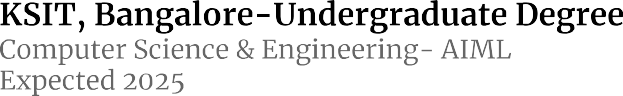 KSIT, Bangalore-Undergraduate Degree
Computer Science & Engineering- AIML
Expected 2025